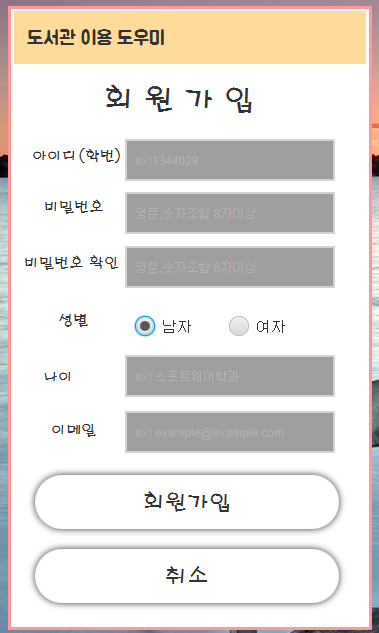 도서관 이용 도우미
회 원 가 입
아이디(학번) ex)1344029
비밀번호 영문,숫자조합 8자이상
비밀번호 확인 영문,숫자조합 8자이상
성별 남자 여자
나이 ex) 소프트웨어학과
이메일 ex) example@example.com
회원가입
취소